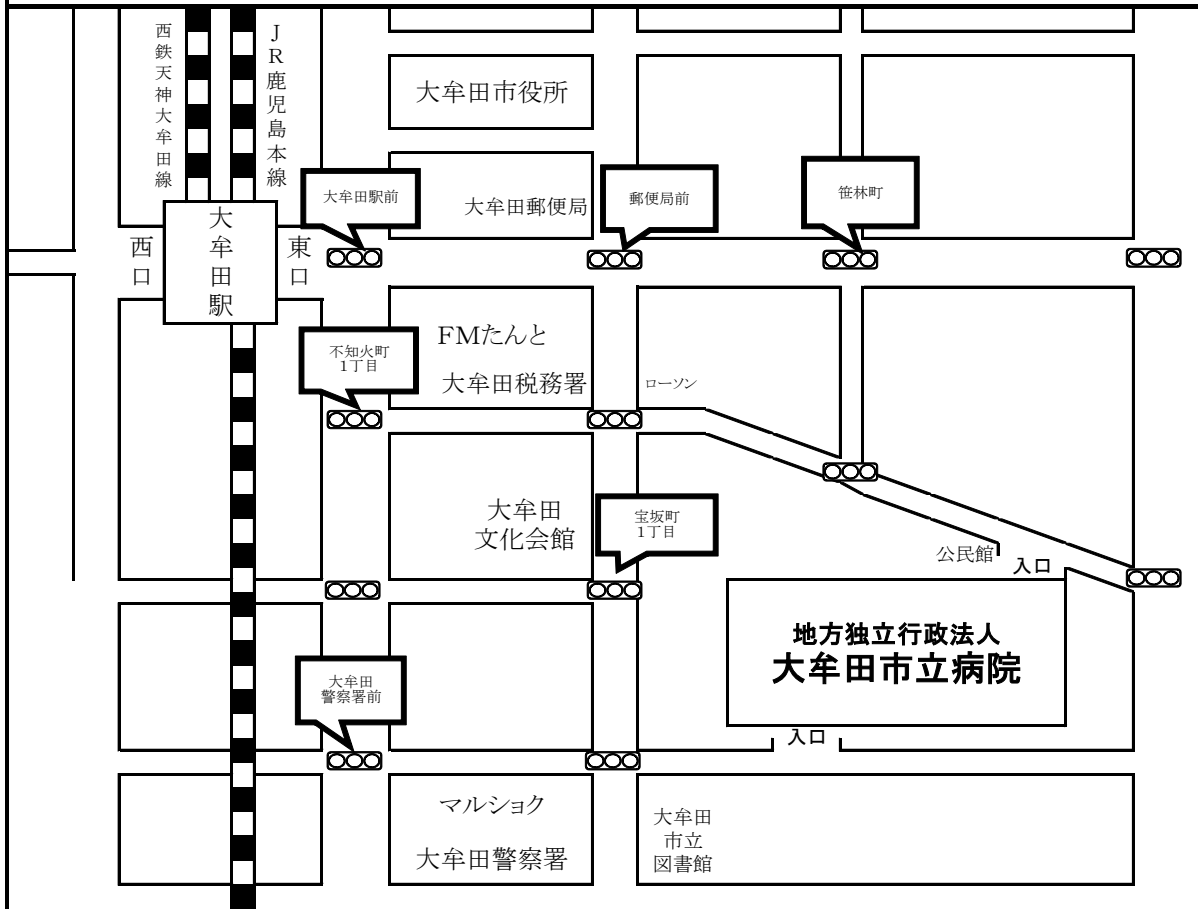 西鉄天神大牟田線
JR鹿児島本線
大牟田市役所
大牟田駅前
大牟田郵便局
郵便局前
笹林町
西口
大牟田駅
東口
FMたんと
大牟田税務署
不知火町
1丁目
ローソン
大牟田
文化会館
宝坂町
1丁目
公民館
入口
地方独立行政法人
大牟田市立病院
大牟田
警察署前
入口
マルショク
大牟田警察署
大牟田
市立
図書館